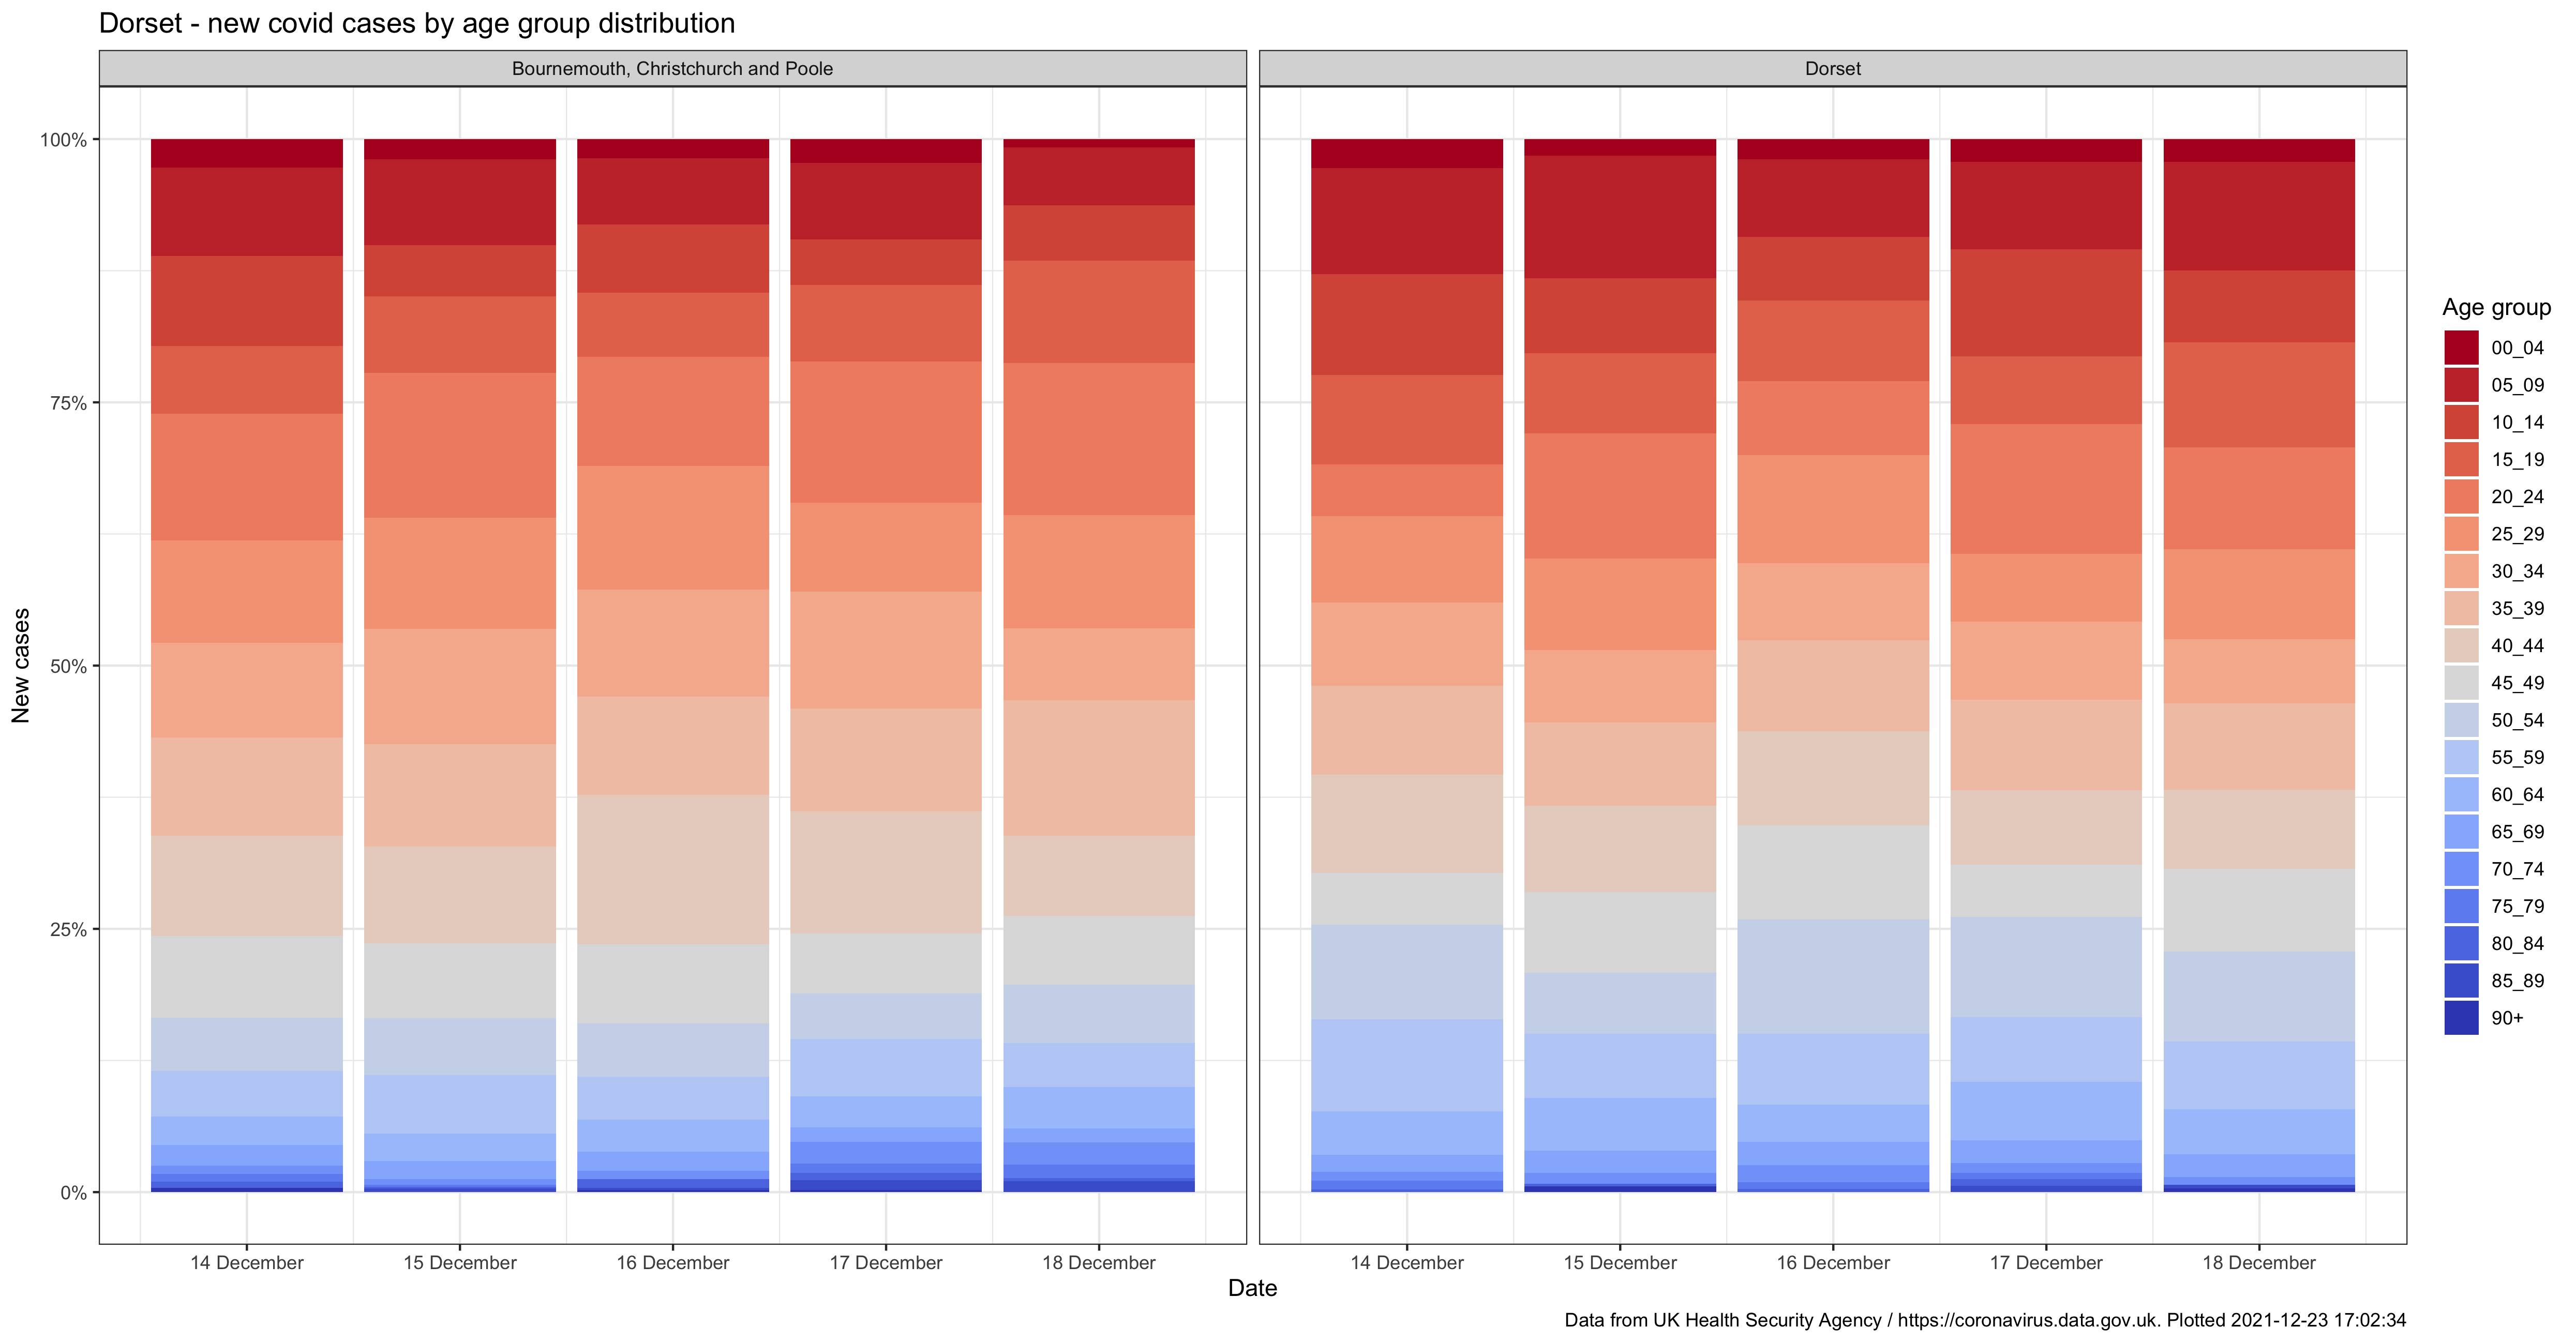 Dorset - new covid cases by age group distribution
Bournemouth, Christchurch and Poole
Dorset
New cases
100%
75%
50%
25%
0%
14 December
15 December
16 December
17 December
18 December
14 December
15 December
16 December
17 December
18 December
Date
Age group
00_04
05_09
10_14
15_19
20_24
25_29
30_34
35_39
40_44
45_49
50_54
55_59
60_64
65_69
70_74
75_79
80_84
85_89
90+
Data from UK Health Security Agency / https://coronavirus.data.gov.uk. Plotted 2021-12-23 17:02:34